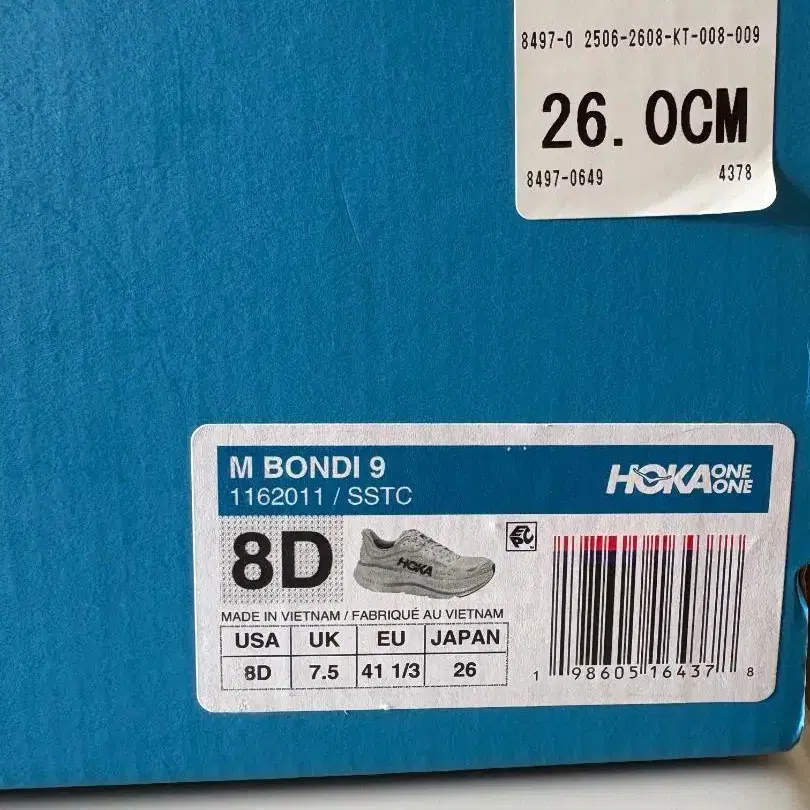 8497-0 2506-2608-KT-008-009
26.0CM
8497-0649 4378
M BONDI 9
1162011 / SSTC
HOKA ONE ONE
8D
HOKA
MADE IN VIETNAM / FABRIQUÉ AU VIETNAM
USA UK EU JAPAN
8D 7.5 41 1/3 26
1 98605 16437 8